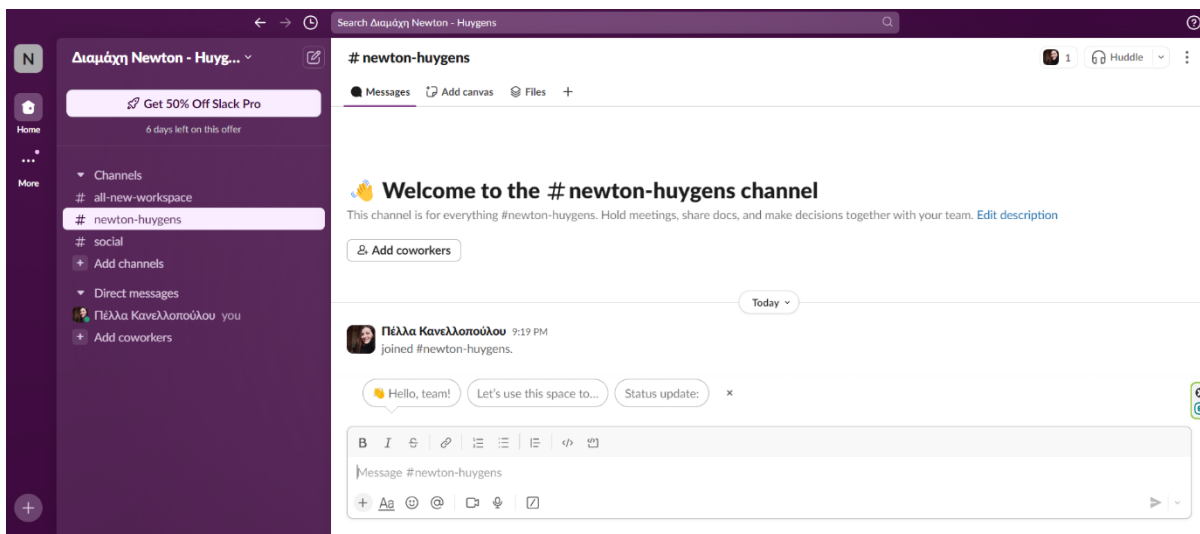 Search Διαμάχη Newton - Huygens
N
Home
More
Διαμάχη Newton - Huyg...
Get 50% Off Slack Pro
6 days left on this offer
Channels
# all-new-workspace
# newton-huygens
# social
+ Add channels
Direct messages
Πέλλα Κανελλοπούλου you
+ Add coworkers
# newton-huygens
1
Huddle
Messages
Add canvas
Files
+
Welcome to the # newton-huygens channel
This channel is for everything #newton-huygens. Hold meetings, share docs, and make decisions together with your team. Edit description
Add coworkers
Today
Πέλλα Κανελλοπούλου 9:19 PM
joined #newton-huygens.
Hello, team!
Let's use this space to...
Status update:
B I S
Message #newton-huygens
+ Aa @